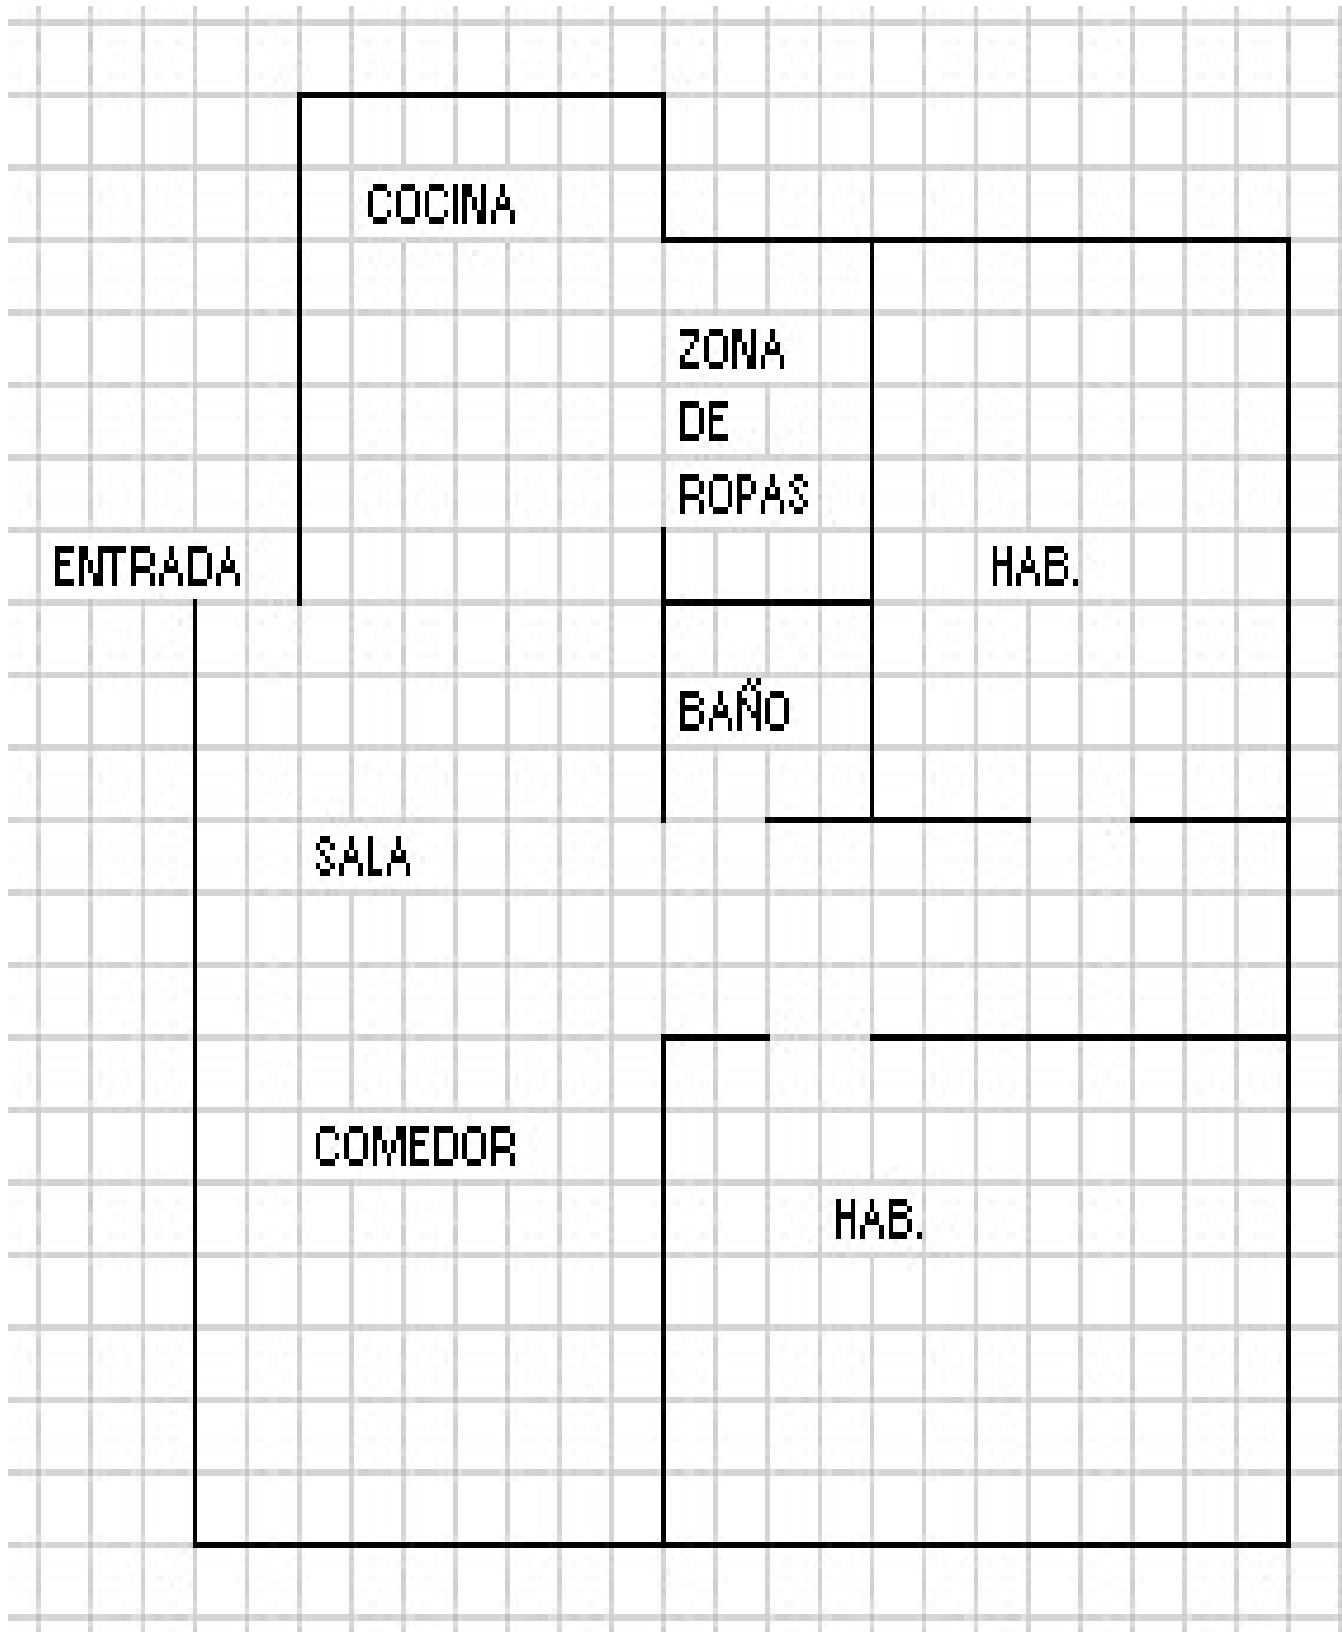 COCINA
ZONA
DE
ROPAS
ENTRADA
HAB.
BAÑO
SALA
COMEDOR
HAB.